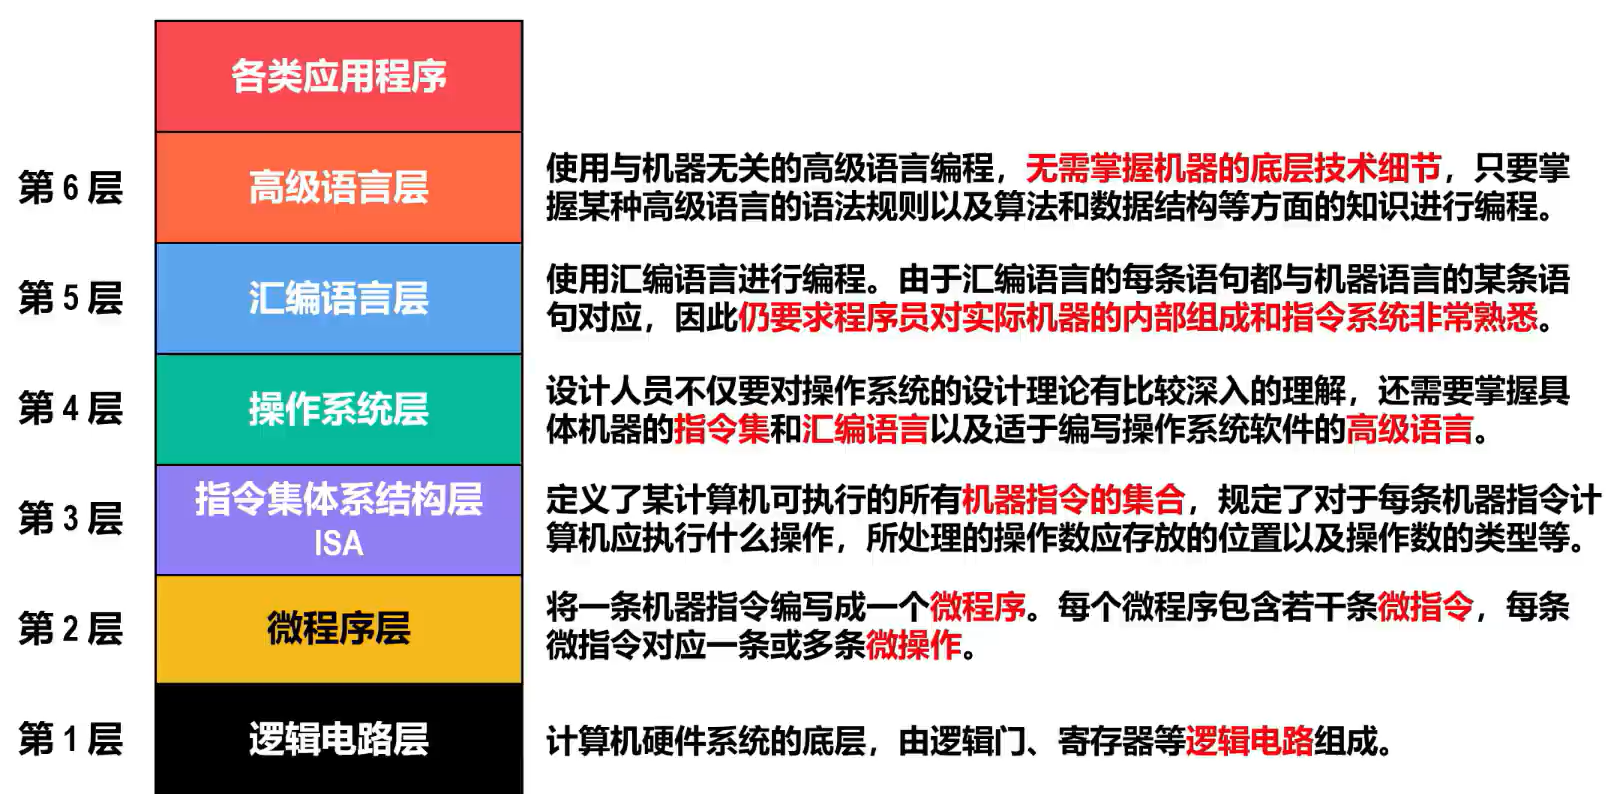 各类应用程序
第 6 层
高级语言层
使用与机器无关的高级语言编程，无需掌握机器的底层技术细节，只要掌
握某种高级语言的语法规则以及算法和数据结构等方面的知识进行编程。
第 5 层
汇编语言层
使用汇编语言进行编程。由于汇编语言的每条语句都与机器语言的某条语
句对应，因此仍要求程序员对实际机器的内部组成和指令系统非常熟悉。
第 4 层
操作系统层
设计人员不仅要对操作系统的设计理论有比较深入的理解，还需要掌握具
体机器的指令集和汇编语言以及适于编写操作系统软件的高级语言。
第 3 层
指令集体系结构层
ISA
定义了某计算机可执行的所有机器指令的集合，规定了对于每条机器指令计
算机应执行什么操作，所处理的操作数应存放的位置以及操作数的类型等。
第 2 层
微程序层
将一条机器指令编写成一个微程序。每个微程序包含若干条微指令，每条
微指令对应一条或多条微操作。
第 1 层
逻辑电路层
计算机硬件系统的底层，由逻辑门、寄存器等逻辑电路组成。